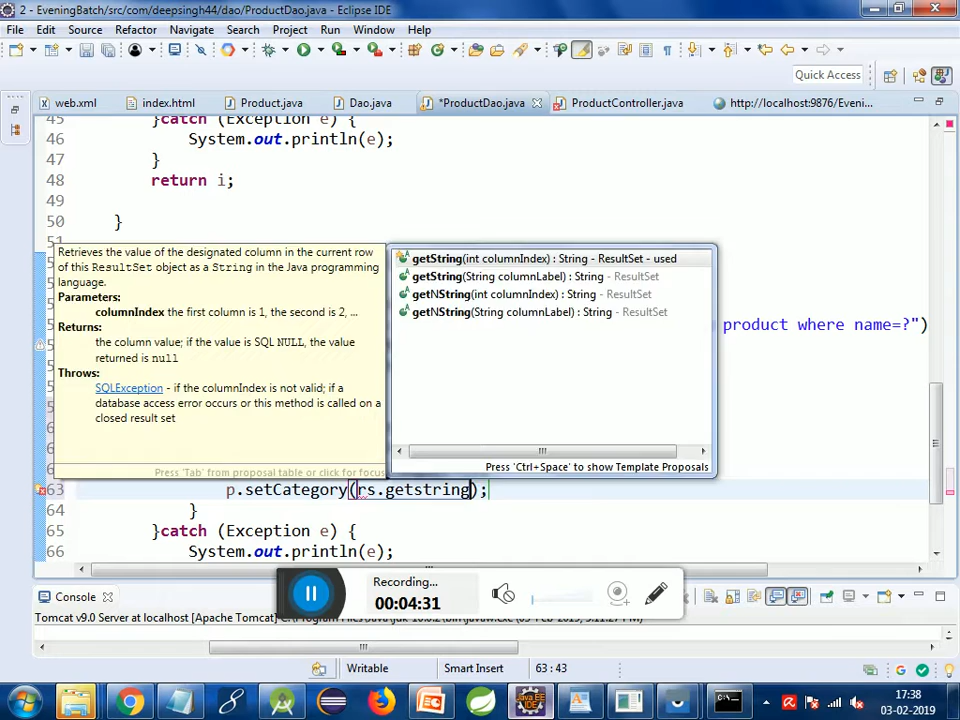 2 - EveningBatch/src/com/deepsingh44/dao/ProductDao.java - Eclipse IDE
File Edit Source Refactor Navigate Search Project Run Window Help
Quick Access
web.xml index.html Product.java Dao.java *ProductDao.java ProductController.java http://localhost:9876/Eveni...
45 }catch (Exception e) {
46 System.out.println(e);
47 }
48 return i;
49
50 }
51
Retrieves the value of the designated column in the current row
of this ResultSet object as a String in the Java programming
language.
Parameters:
columnIndex the first column is 1, the second is 2, ...
Returns:
the column value; if the value is SQL NULL, the value
returned is null
Throws:
SQLException - if the columnIndex is not valid; if a
database access error occurs or this method is called on a
closed result set
Press 'Tab' from proposal table or click for focus
getString(int columnIndex) : String - ResultSet - used
getString(String columnLabel) : String - ResultSet
getNString(int columnIndex) : String - ResultSet
getNString(String columnLabel) : String - ResultSet
Press 'Ctrl+Space' to show Template Proposals
product where name=?")
63 p.setCategory(rs.getstring);
64 }
65 }catch (Exception e) {
66 System.out.println(e);
Recording...
00:04:31
Console
Tomcat v9.0 Server at localhost [Apache Tomcat]
Writable Smart Insert 63 : 43
17:38
03-02-2019